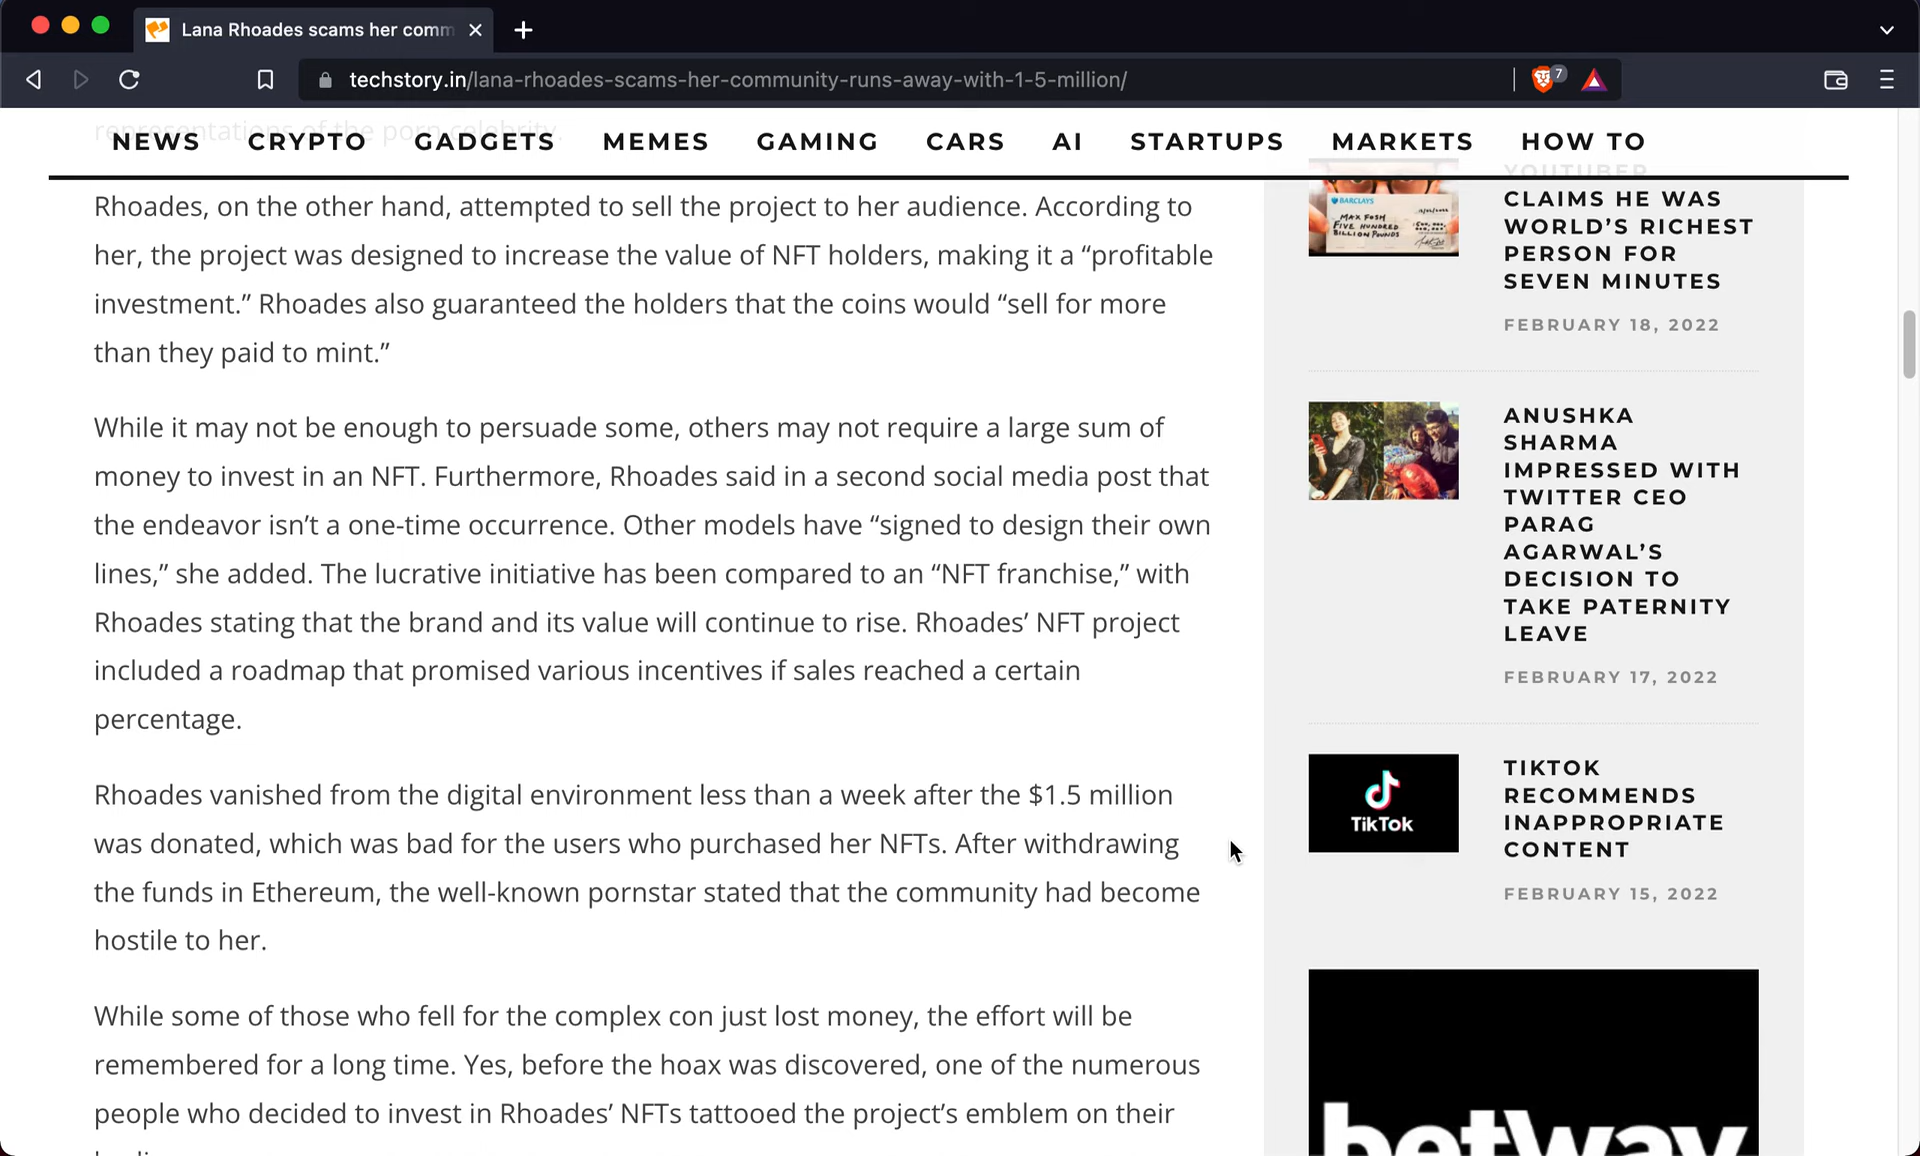 Lana Rhoades scams her comm
techstory.in/lana-rhoades-scams-her-community-runs-away-with-1-5-million/
7
representations of the porn celebrity.
NEWS CRYPTO GADGETS MEMES GAMING CARS AI STARTUPS MARKETS HOW TO
Rhoades, on the other hand, attempted to sell the project to her audience. According to
her, the project was designed to increase the value of NFT holders, making it a “profitable
investment.” Rhoades also guaranteed the holders that the coins would “sell for more
than they paid to mint.”
While it may not be enough to persuade some, others may not require a large sum of
money to invest in an NFT. Furthermore, Rhoades said in a second social media post that
the endeavor isn’t a one-time occurrence. Other models have “signed to design their own
lines,” she added. The lucrative initiative has been compared to an “NFT franchise,” with
Rhoades stating that the brand and its value will continue to rise. Rhoades’ NFT project
included a roadmap that promised various incentives if sales reached a certain
percentage.
Rhoades vanished from the digital environment less than a week after the $1.5 million
was donated, which was bad for the users who purchased her NFTs. After withdrawing
the funds in Ethereum, the well-known pornstar stated that the community had become
hostile to her.
While some of those who fell for the complex con just lost money, the effort will be
remembered for a long time. Yes, before the hoax was discovered, one of the numerous
people who decided to invest in Rhoades’ NFTs tattooed the project’s emblem on their
BARCLAYS
MAX FOSH
FIVE HUNDRED
BILLION POUNDS
YOUTUBER
CLAIMS HE WAS
WORLD’S RICHEST
PERSON FOR
SEVEN MINUTES
FEBRUARY 18, 2022
ANUSHKA
SHARMA
IMPRESSED WITH
TWITTER CEO
PARAG
AGARWAL’S
DECISION TO
TAKE PATERNITY
LEAVE
FEBRUARY 17, 2022
TikTok
TIKTOK
RECOMMENDS
INAPPROPRIATE
CONTENT
FEBRUARY 15, 2022
betway